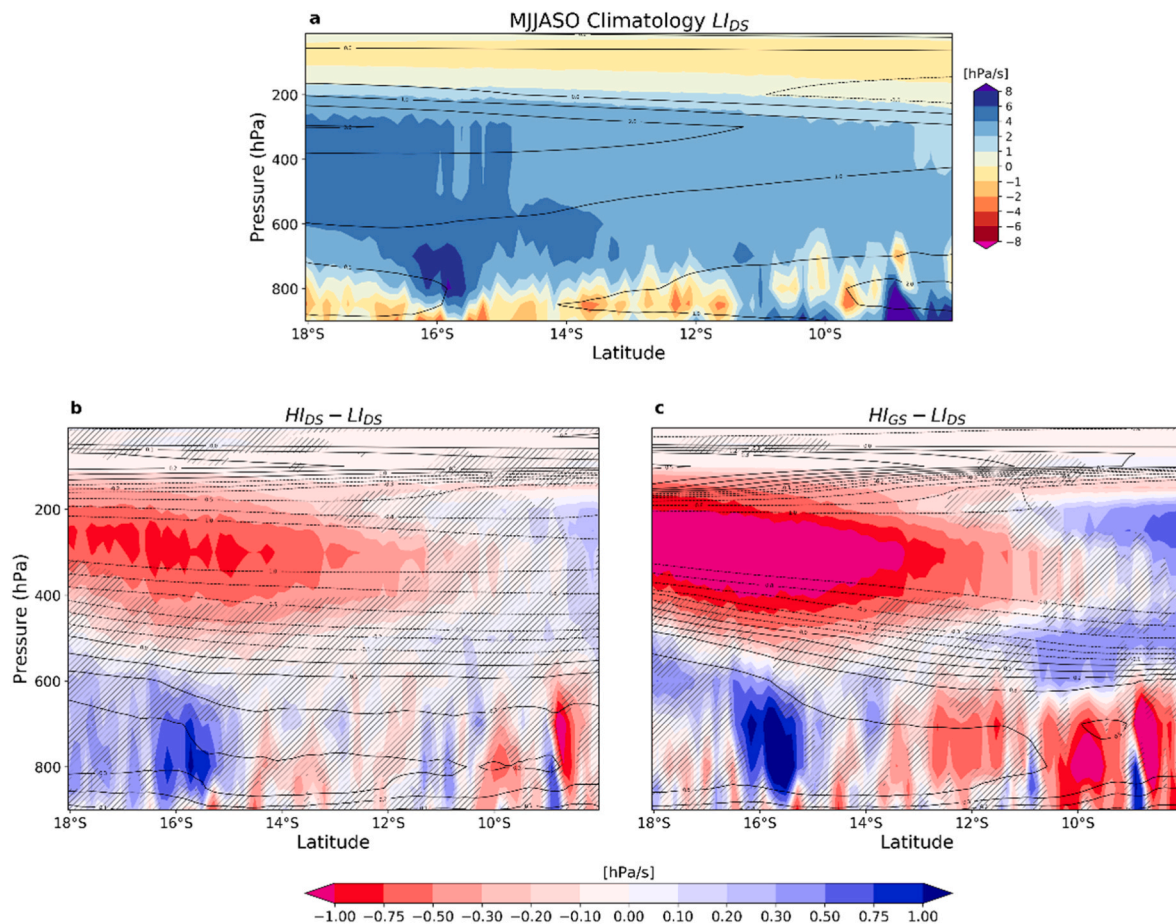 a
MJJASO Climatology LI_DS
[hPa/s]
8
6
4
2
1
0
−1
−2
−4
−6
−8
Pressure (hPa)
200
400
600
800
18°S 16°S 14°S 12°S 10°S
Latitude
b
HI_DS − LI_DS
Pressure (hPa)
200
400
600
800
18°S 16°S 14°S 12°S 10°S
Latitude
c
HI_GS − LI_DS
200
400
600
800
18°S 16°S 14°S 12°S 10°S
Latitude
[hPa/s]
−1.00 −0.75 −0.50 −0.30 −0.20 −0.10 0.00 0.10 0.20 0.30 0.50 0.75 1.00